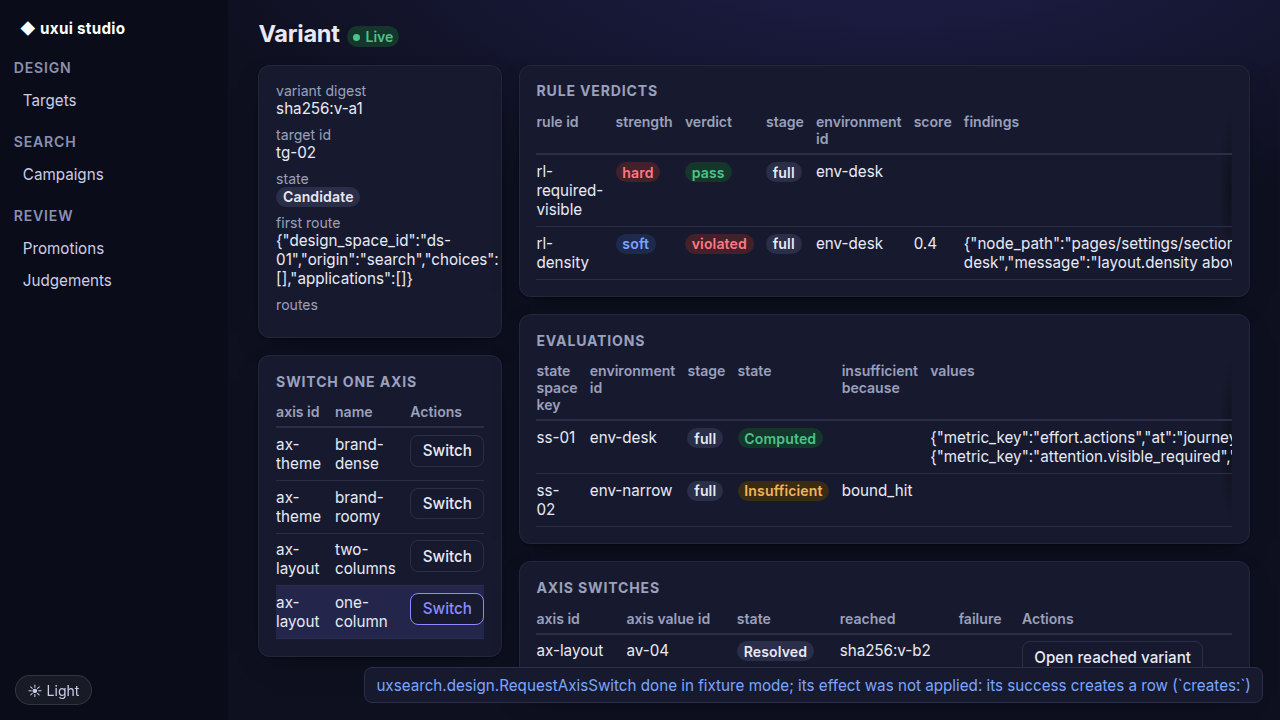 ◆ uxui studio
DESIGN
Targets
SEARCH
Campaigns
REVIEW
Promotions
Judgements
☀ Light
Variant
Live
variant digest
sha256:v-a1
target id
tg-02
state
Candidate
first route
{"design_space_id":"ds-
01","origin":"search","choices":
[],"applications":[]}
routes
SWITCH ONE AXIS
axis id name Actions
ax- brand- Switch
theme dense
ax- brand- Switch
theme roomy
ax- two- Switch
layout columns
ax- one- Switch
layout column
RULE VERDICTS
rule id strength verdict stage environment score findings
id
rl- hard pass full env-desk
required-
visible
rl- soft violated full env-desk 0.4 {"node_path":"pages/settings/section
density desk","message":"layout.density abov
EVALUATIONS
state environment stage state insufficient values
space id because
key
ss-01 env-desk full Computed {"metric_key":"effort.actions","at":"journey
{"metric_key":"attention.visible_required","
ss- env-narrow full Insufficient bound_hit
02
AXIS SWITCHES
axis id axis value id state reached failure Actions
ax-layout av-04 Resolved sha256:v-b2 Open reached variant
uxsearch.design.RequestAxisSwitch done in fixture mode; its effect was not applied: its success creates a row (`creates:`)